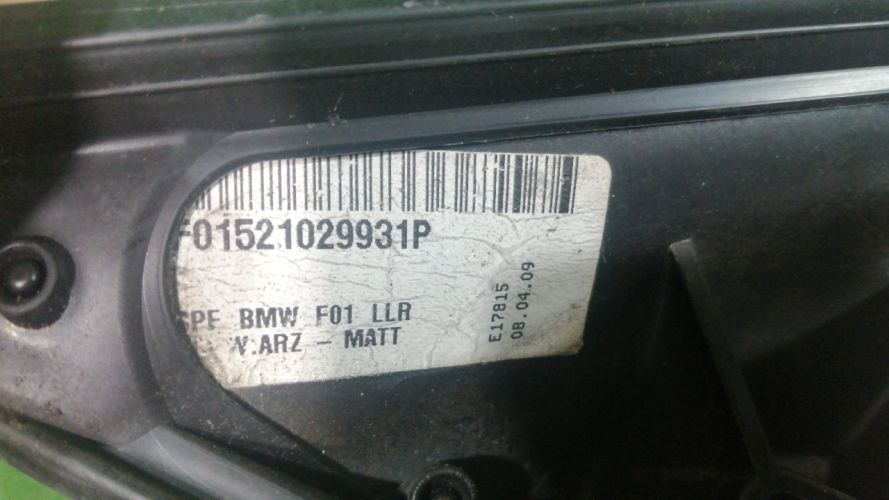 F01521029931P
SPF BMW F01 LLR
W.ARZ - MATT
E17815
08.04.09